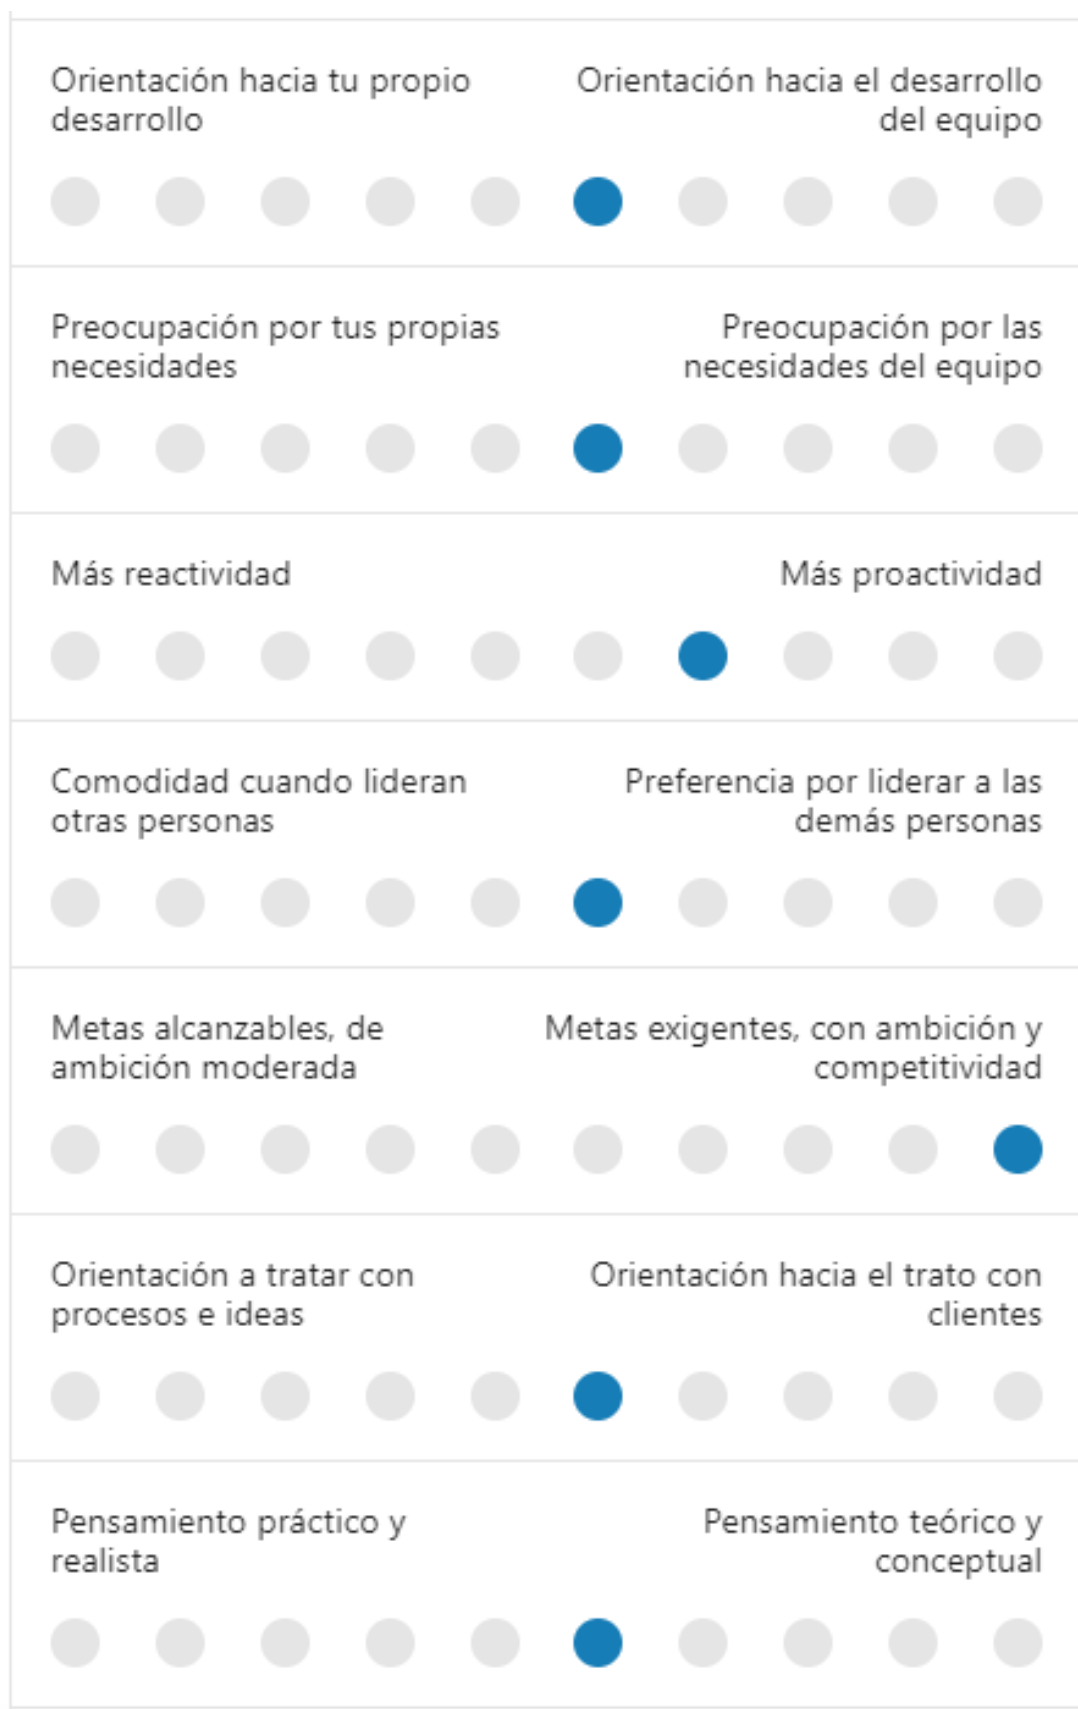 Orientación hacia tu propio
desarrollo
Orientación hacia el desarrollo
del equipo
Preocupación por tus propias
necesidades
Preocupación por las
necesidades del equipo
Más reactividad
Más proactividad
Comodidad cuando lideran
otras personas
Preferencia por liderar a las
demás personas
Metas alcanzables, de
ambición moderada
Metas exigentes, con ambición y
competitividad
Orientación a tratar con
procesos e ideas
Orientación hacia el trato con
clientes
Pensamiento práctico y
realista
Pensamiento teórico y
conceptual